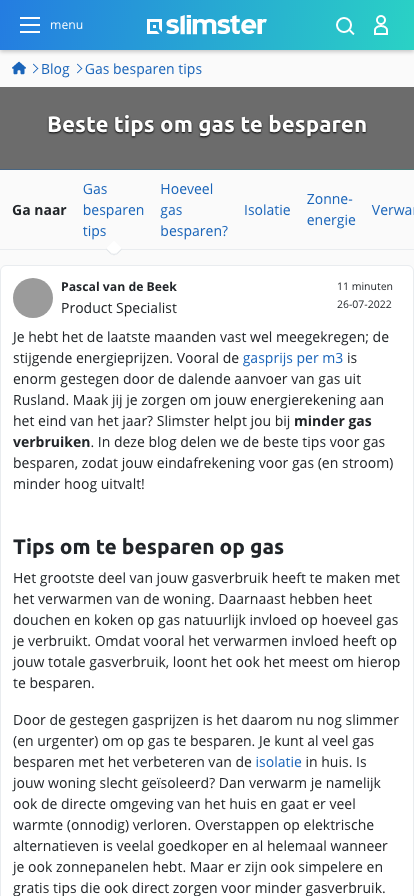 menu
slimster
Blog
Gas besparen tips
Beste tips om gas te besparen
Ga naar
Gas
besparen
tips
Hoeveel
gas
besparen?
Isolatie
Zonne-
energie
Verwar
Pascal van de Beek
11 minuten
Product Specialist
26-07-2022
Je hebt het de laatste maanden vast wel meegekregen; de
stijgende energieprijzen. Vooral de gasprijs per m3 is
enorm gestegen door de dalende aanvoer van gas uit
Rusland. Maak jij je zorgen om jouw energierekening aan
het eind van het jaar? Slimster helpt jou bij minder gas
verbruiken. In deze blog delen we de beste tips voor gas
besparen, zodat jouw eindafrekening voor gas (en stroom)
minder hoog uitvalt!
Tips om te besparen op gas
Het grootste deel van jouw gasverbruik heeft te maken met
het verwarmen van de woning. Daarnaast hebben heet
douchen en koken op gas natuurlijk invloed op hoeveel gas
je verbruikt. Omdat vooral het verwarmen invloed heeft op
jouw totale gasverbruik, loont het ook het meest om hierop
te besparen.
Door de gestegen gasprijzen is het daarom nu nog slimmer
(en urgenter) om op gas te besparen. Je kunt al veel gas
besparen met het verbeteren van de isolatie in huis. Is
jouw woning slecht geïsoleerd? Dan verwarm je namelijk
ook de directe omgeving van het huis en gaat er veel
warmte (onnodig) verloren. Overstappen op elektrische
alternatieven is veelal goedkoper en al helemaal wanneer
je ook zonnepanelen hebt. Maar er zijn ook simpelere en
gratis tips die ook direct zorgen voor minder gasverbruik.